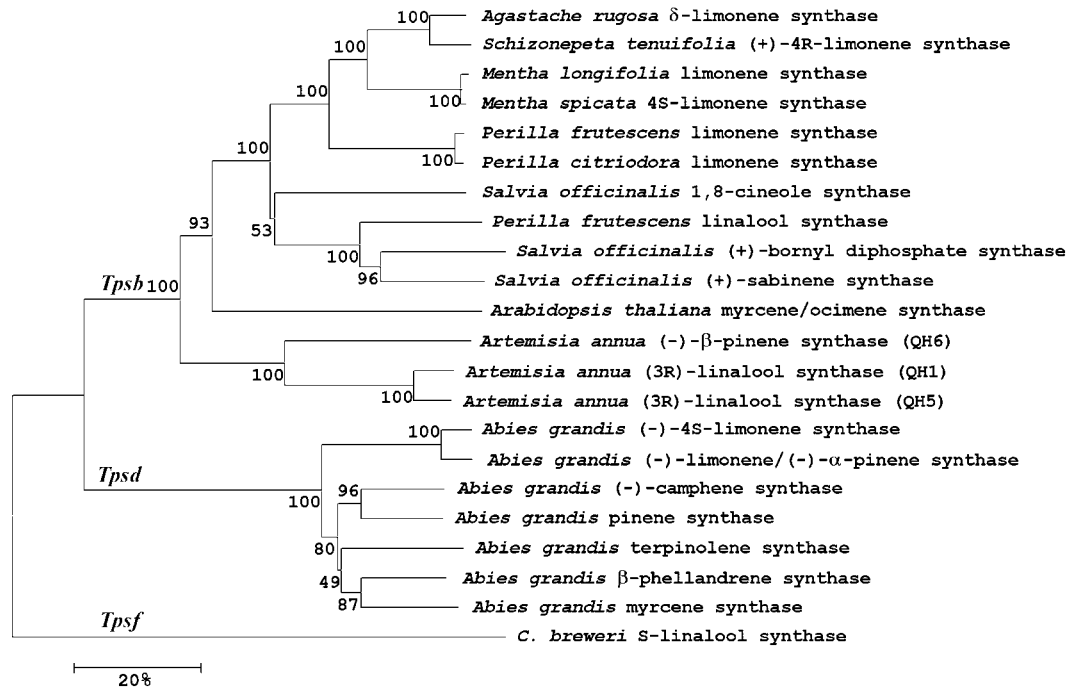 100 Agastache rugosa δ-limonene synthase
Schizonepeta tenuifolia (+)-4R-limonene synthase
100
Mentha longifolia limonene synthase
100
100 Mentha spicata 4S-limonene synthase
Perilla frutescens limonene synthase
100
100 Perilla citriodora limonene synthase
Salvia officinalis 1,8-cineole synthase
93 53 Perilla frutescens linalool synthase
100 Salvia officinalis (+)-bornyl diphosphate synthase
96 Salvia officinalis (+)-sabinene synthase
Tpsb 100
Arabidopsis thaliana myrcene/ocimene synthase
Artemisia annua (-)-β-pinene synthase (QH6)
100 Artemisia annua (3R)-linalool synthase (QH1)
100 Artemisia annua (3R)-linalool synthase (QH5)
100 Abies grandis (-)-4S-limonene synthase
Abies grandis (-)-limonene/(-)-α-pinene synthase
Tpsd
100 96 Abies grandis (-)-camphene synthase
Abies grandis pinene synthase
80 Abies grandis terpinolene synthase
49 Abies grandis β-phellandrene synthase
87 Abies grandis myrcene synthase
Tpsf
C. breweri S-linalool synthase
20%